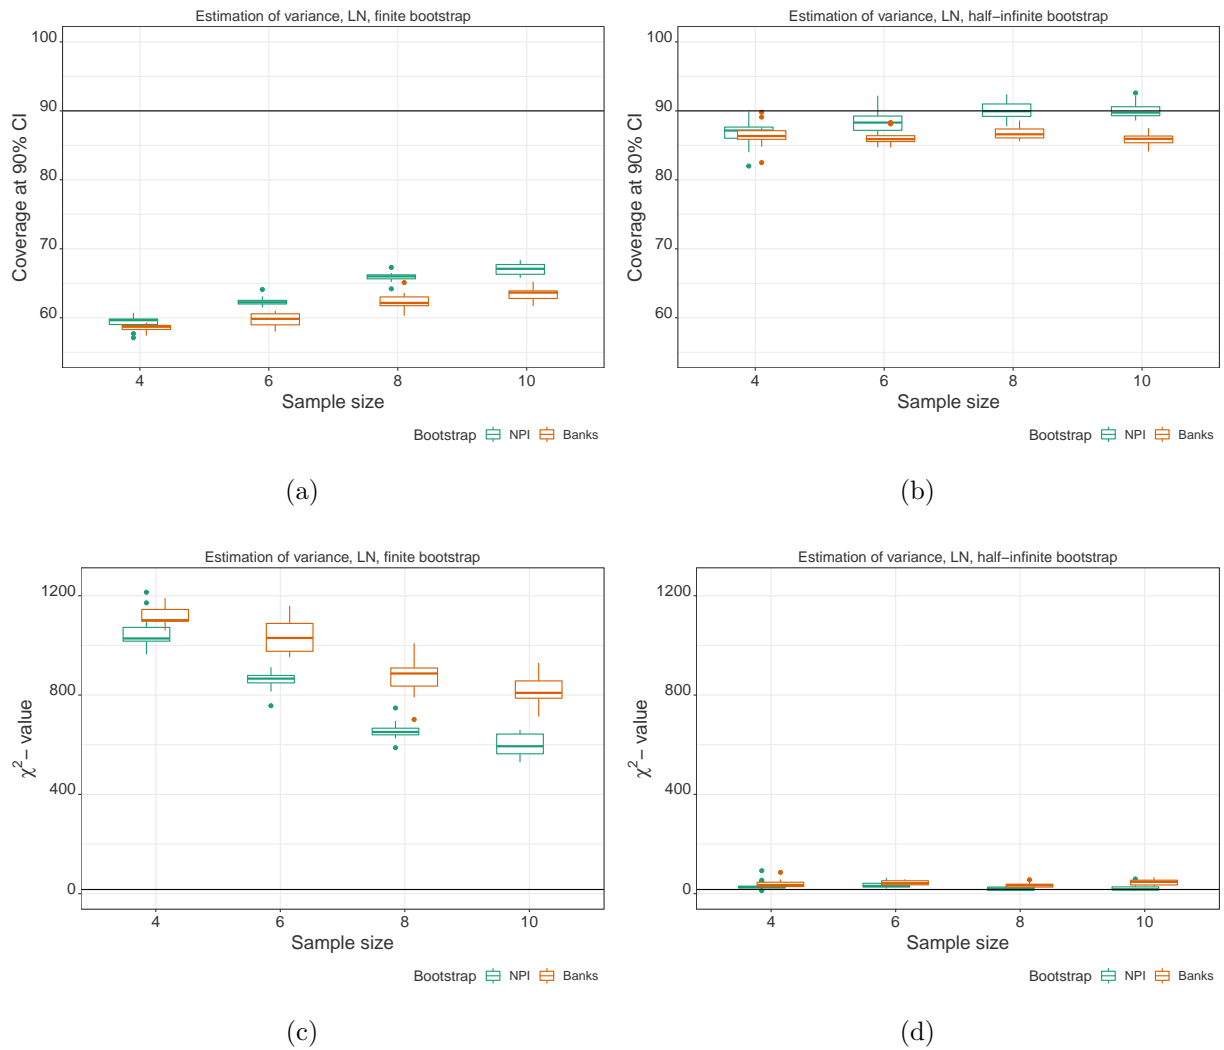 Estimation of variance, LN, finite bootstrap
Coverage at 90% CI
100
90
80
70
60
4 6 8 10
Sample size
Bootstrap NPI Banks
(a)
Estimation of variance, LN, half−infinite bootstrap
Coverage at 90% CI
100
90
80
70
60
4 6 8 10
Sample size
Bootstrap NPI Banks
(b)
Estimation of variance, LN, finite bootstrap
χ²− value
1200
800
400
0
4 6 8 10
Sample size
Bootstrap NPI Banks
(c)
Estimation of variance, LN, half−infinite bootstrap
χ²− value
1200
800
400
0
4 6 8 10
Sample size
Bootstrap NPI Banks
(d)